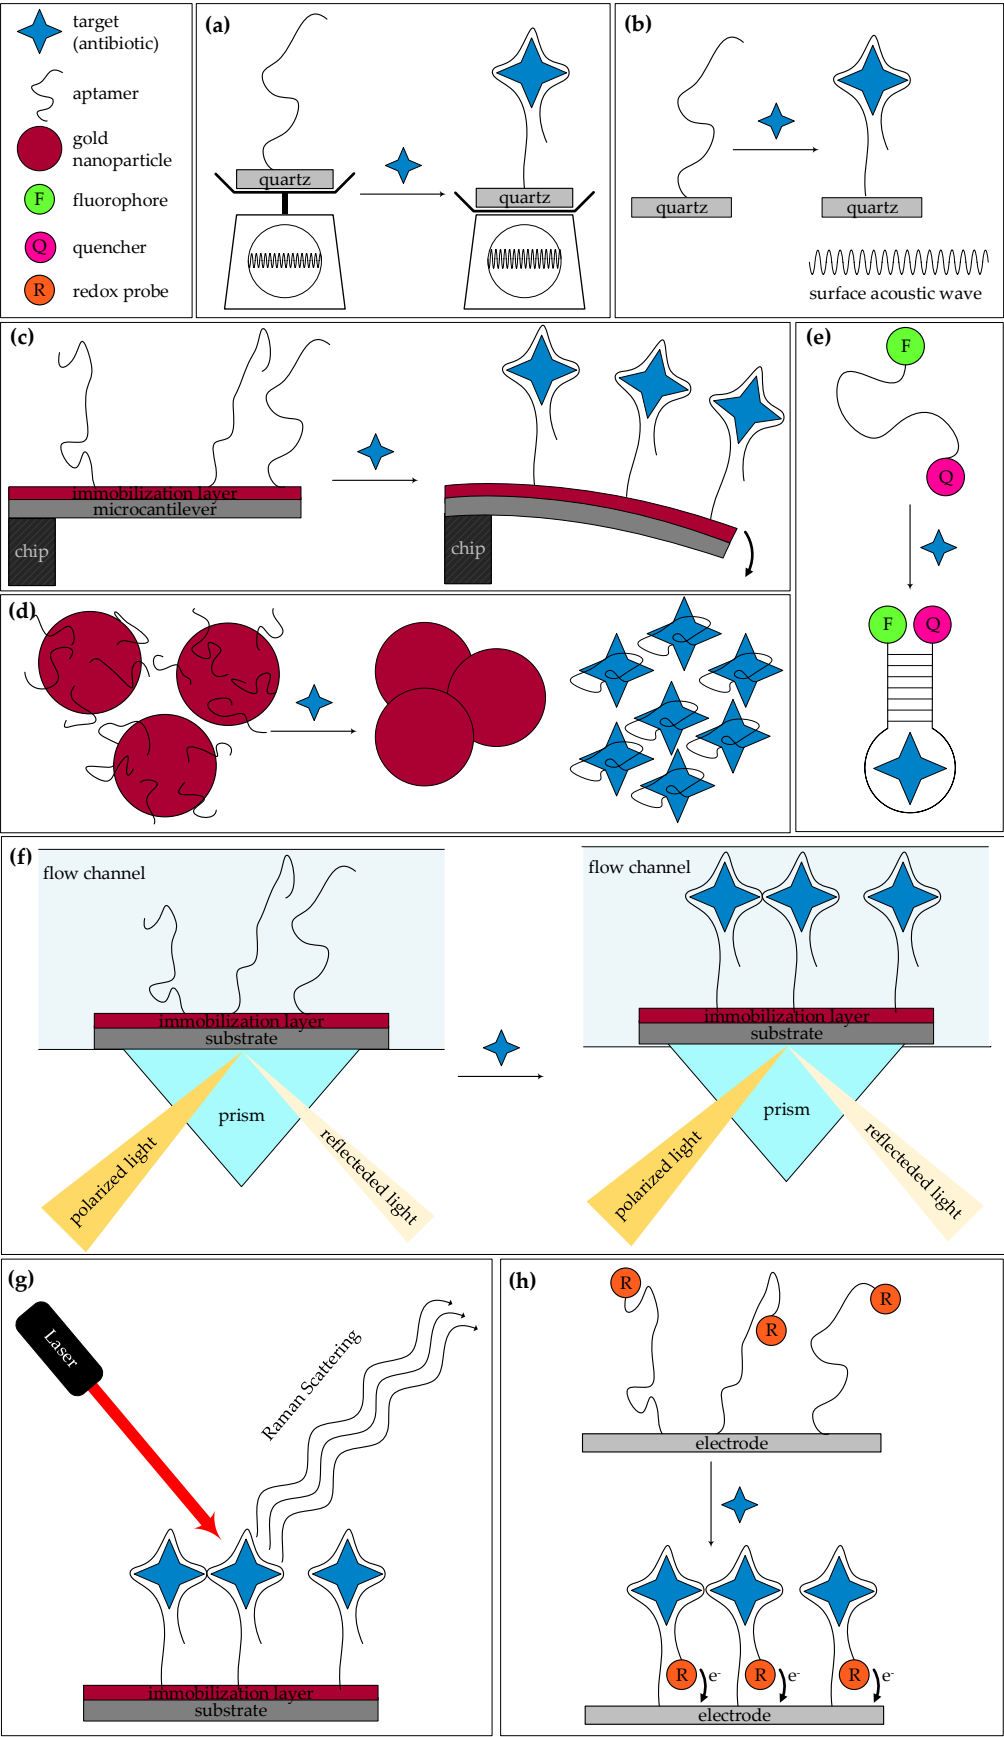 target
(antibiotic)
aptamer
gold
nanoparticle
F
fluorophore
Q
quencher
R
redox probe
(a)
quartz
quartz
(b)
quartz
quartz
surface acoustic wave
(c)
immobilization layer
microcantilever
chip
chip
(e)
F
Q
F
Q
(d)
(f)
flow channel
immobilization layer
substrate
prism
polarized light
reflecteded light
flow channel
immobilization layer
substrate
prism
polarized light
reflecteded light
(g)
Laser
Raman Scattering
immobilization layer
substrate
(h)
R
R
R
electrode
R
e-
R
e-
R
e-
electrode